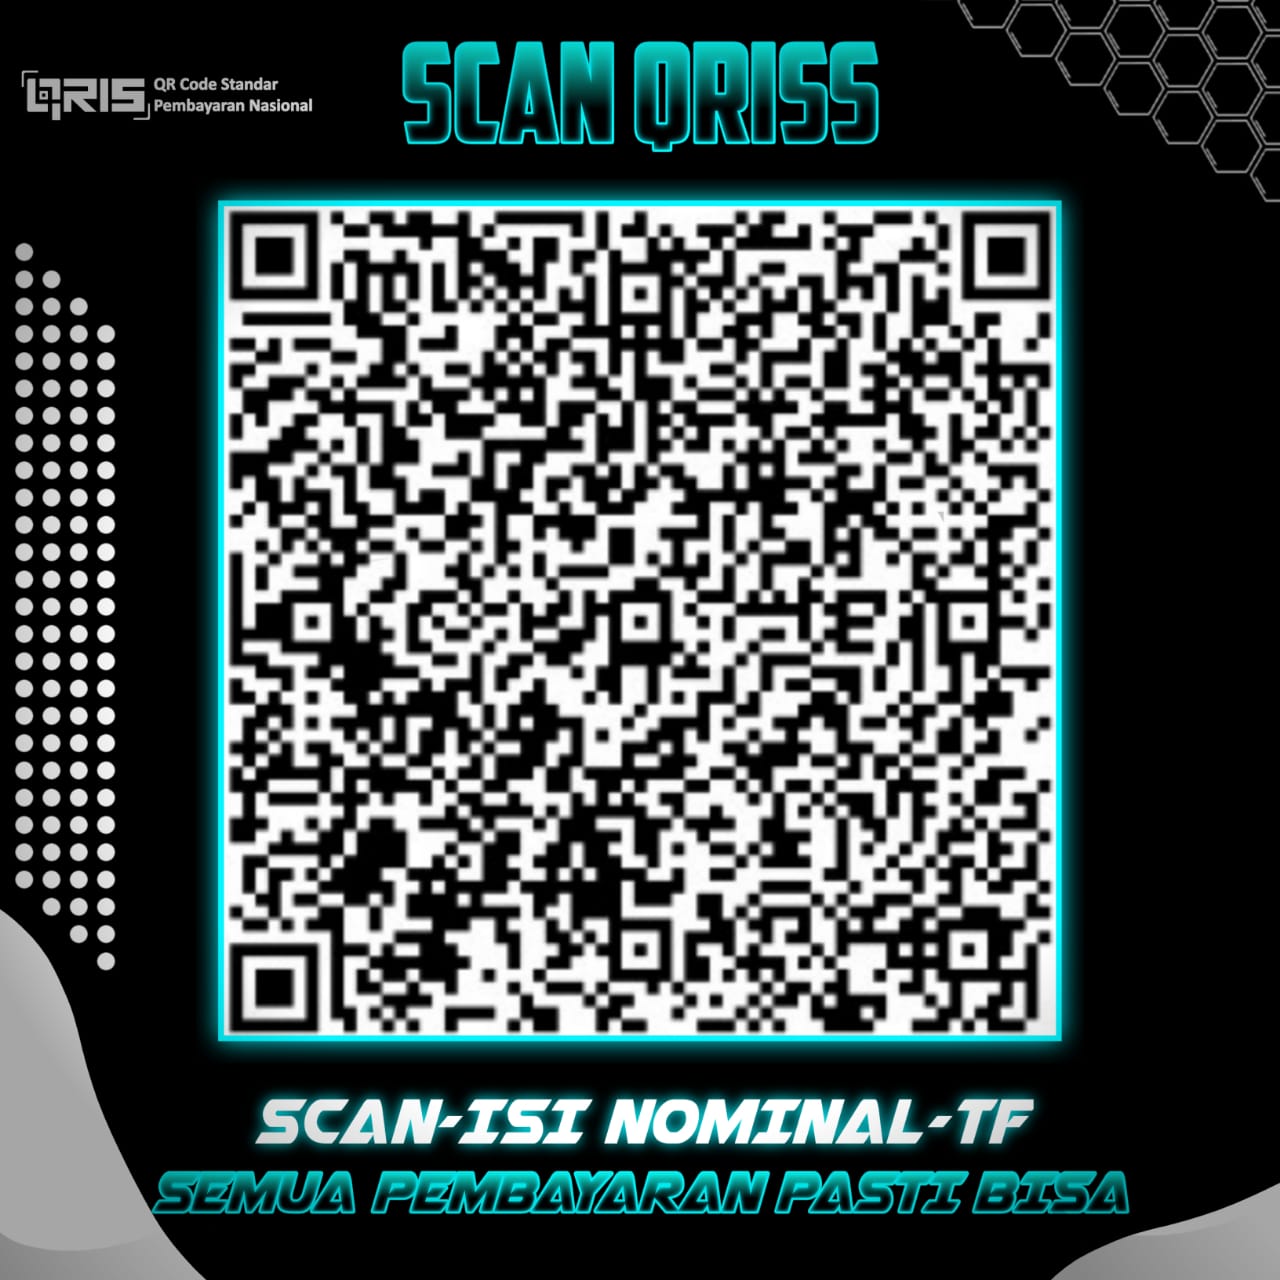 SCAN QRISS
QRIS QR Code Standar
Pembayaran Nasional
SCAN-ISI NOMINAL-TF
SEMUA PEMBAYARAN PASTI BISA